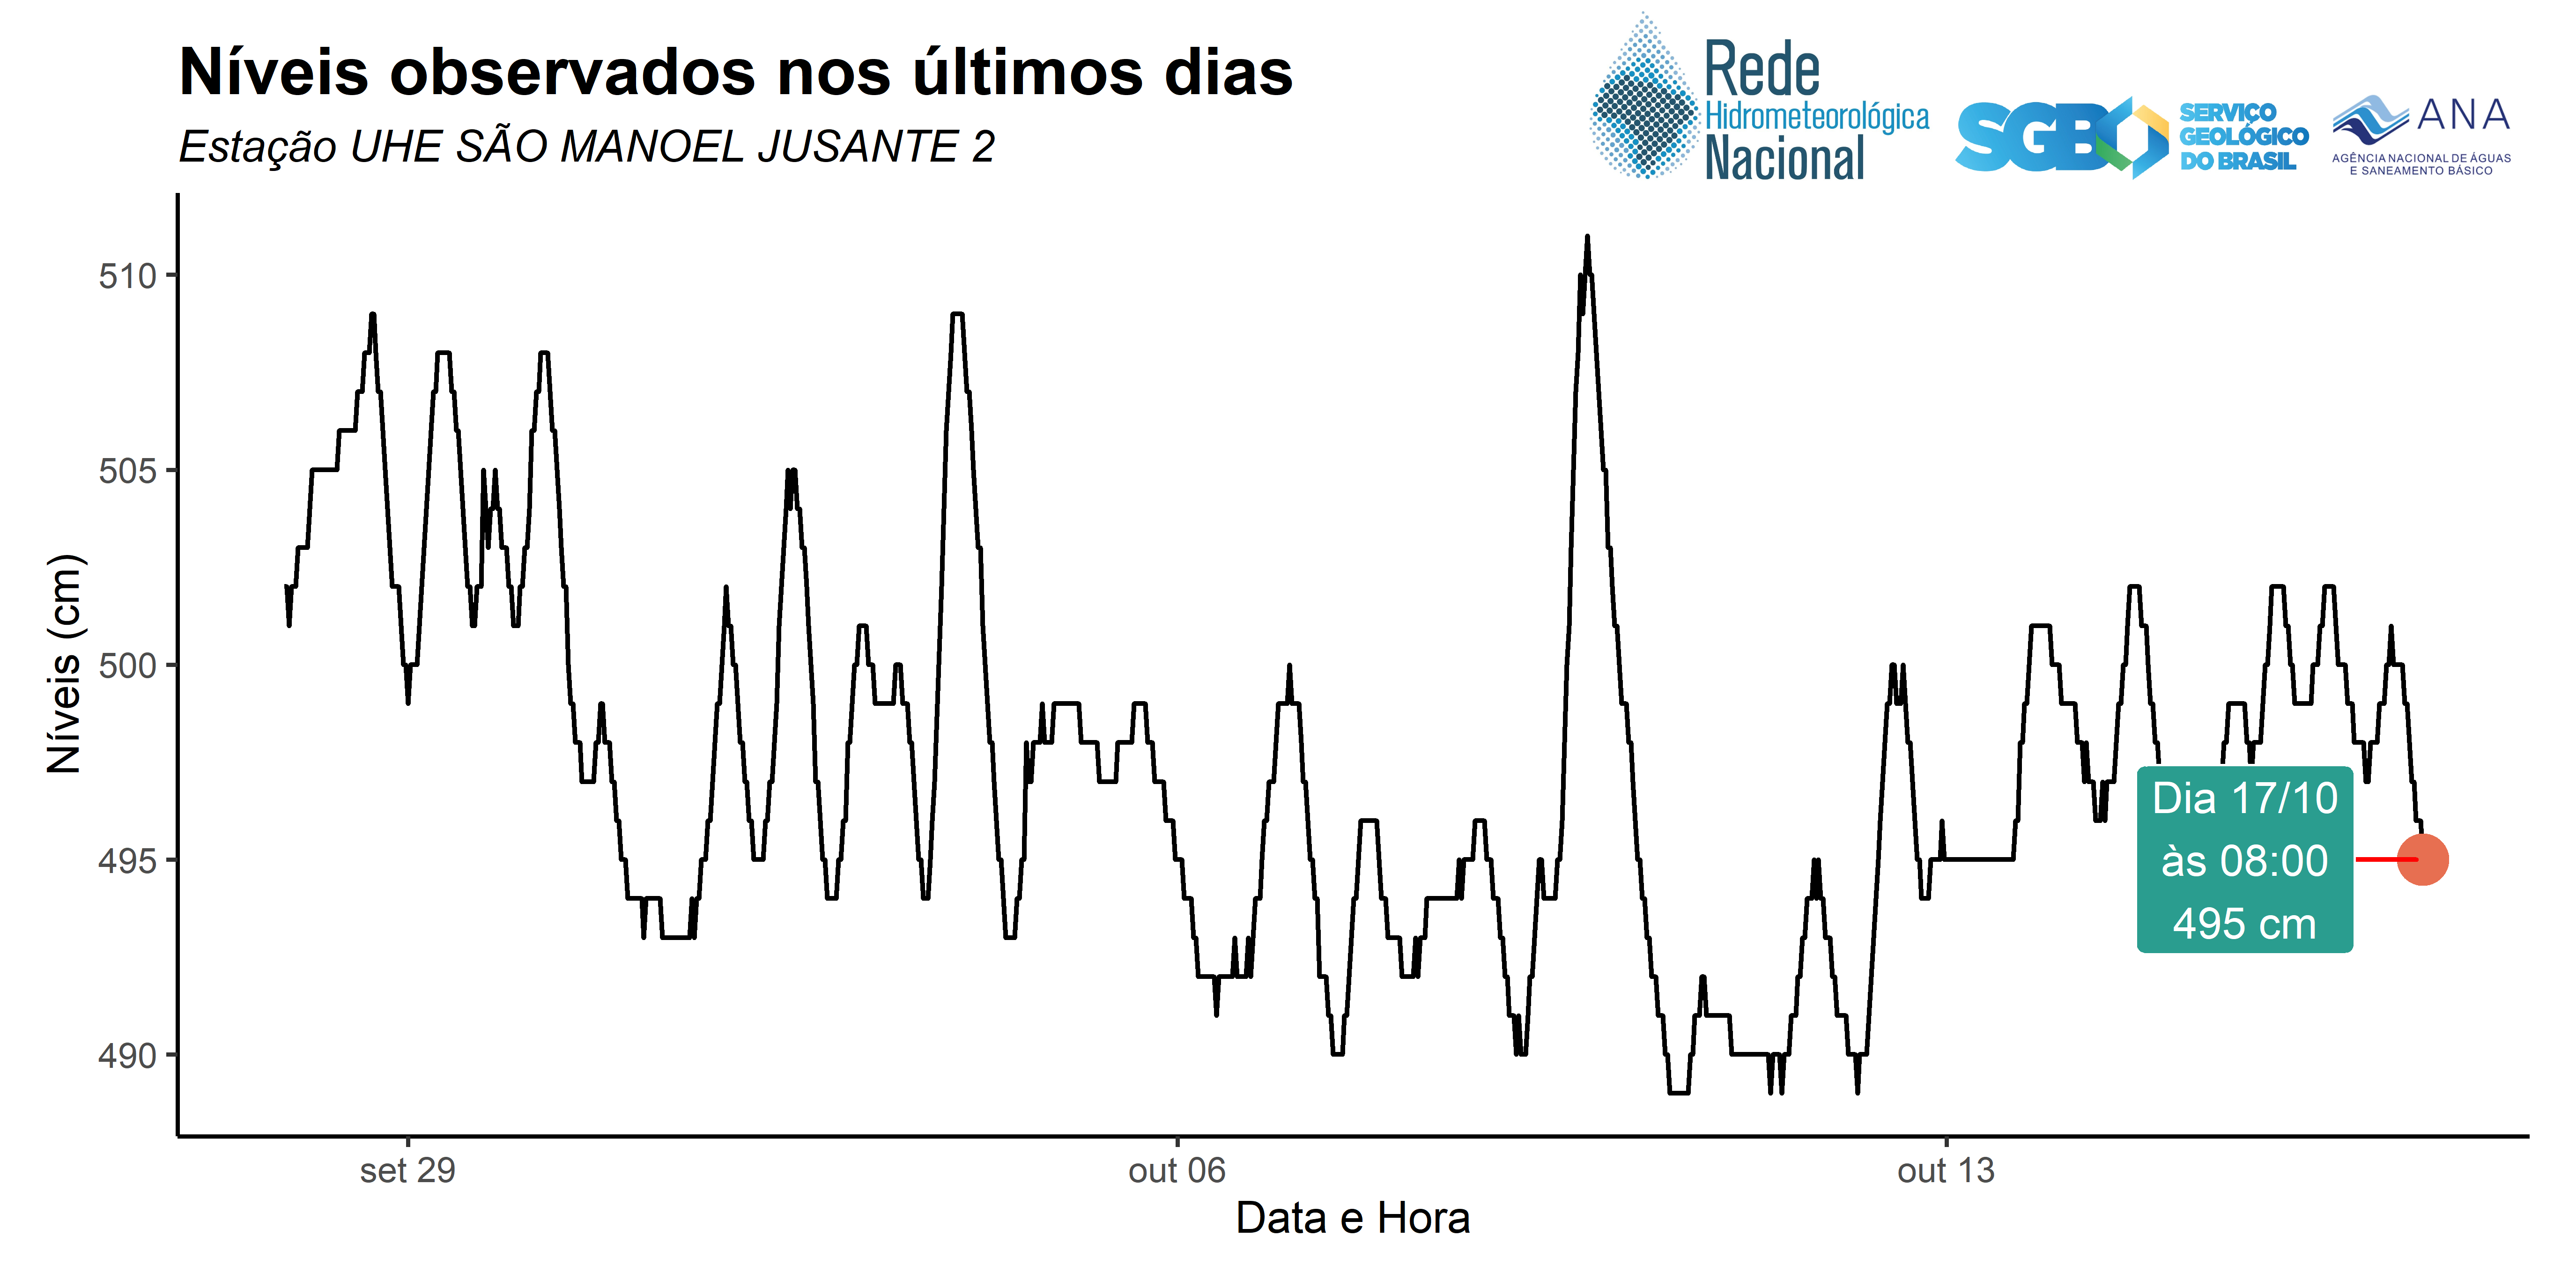 Níveis observados nos últimos dias
Estação UHE SÃO MANOEL JUSANTE 2
Rede
Hidrometeorológica
Nacional
SGB
SERVIÇO
GEOLÓGICO
DO BRASIL
ANA
AGÊNCIA NACIONAL DE ÁGUAS
E SANEAMENTO BÁSICO
Níveis (cm)
510
505
500
495
490
Dia 17/10
às 08:00
495 cm
set 29
out 06
out 13
Data e Hora